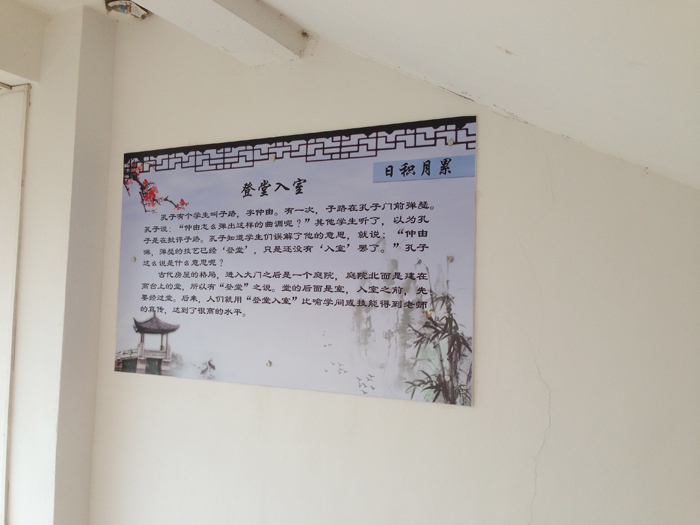 日积月累
登堂入室
孔子有个学生叫子路，字仲由。有一次，子路在孔子门前弹瑟。
孔子说：“仲由怎么弹出这样的曲调呢？”其他学生听了，以为孔
子是在批评子路。孔子知道学生们误解了他的意思，就说：“仲由
嘛，弹瑟的技艺已经‘登堂’，只是还没有‘入室’罢了。”孔子
这么说是什么意思呢？
古代房屋的格局，进入大门之后是一个庭院，庭院北面是建在
高台上的堂，所以有“登堂”之说。堂的后面是室，入室之前，先
要经过堂。后来，人们就用“登堂入室”比喻学问或技能得到老师
的真传，达到了很高的水平。